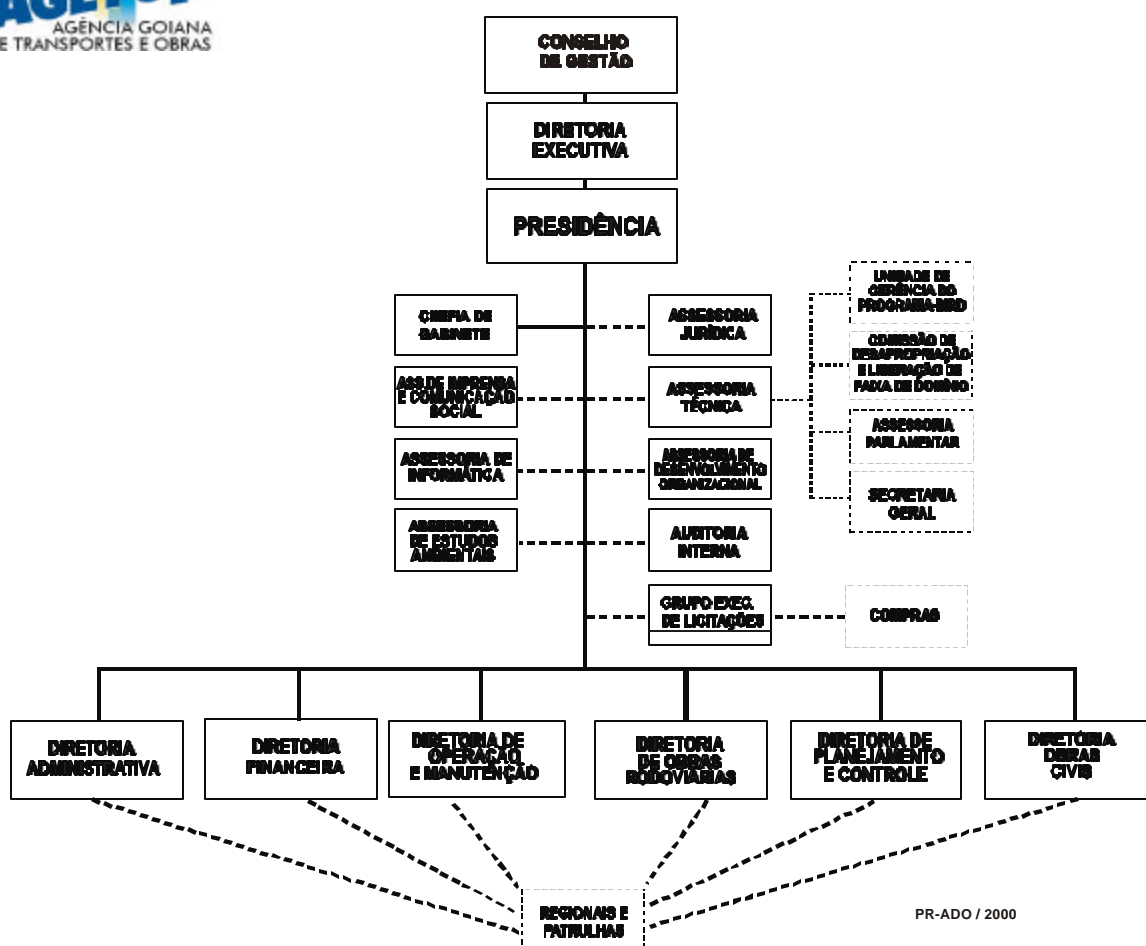 AGÊNCIA GOIANA
E TRANSPORTES E OBRAS
CONSELHO
DE GESTÃO
DIRETORIA
EXECUTIVA
PRESIDÊNCIA
CHEFIA DE
GABINETE
ASSESSORIA
JURÍDICA
UNIDADE DE
GERÊNCIA DO
PROGRAMA-BIRD
COMISSÃO DE
DESAPROPRIAÇÃO
E LIBERAÇÃO DE
FAIXA DE DOMÍNIO
ASS.DE IMPRENSA
E COMUNICAÇÃO
SOCIAL
ASSESSORIA
TÉCNICA
ASSESSORIA
PARLAMENTAR
ASSESSORIA DE
INFORMÁTICA
ASSESSORIA DE
DESENVOLVIMENTO
ORGANIZACIONAL
SECRETARIA
GERAL
ASSESSORIA
DE ESTUDOS
AMBIENTAIS
AUDITORIA
INTERNA
GRUPO EXEC.
DE LICITAÇÕES
COMPRAS
DIRETORIA
ADMINISTRATIVA
DIRETORIA
FINANCEIRA
DIRETORIA DE
OPERAÇÃO
E MANUTENÇÃO
DIRETORIA
DE OBRAS
RODOVIÁRIAS
DIRETORIA DE
PLANEJAMENTO
E CONTROLE
DIRETORIA
OBRAS
CIVIS
REGIONAIS E
PATRULHAS
PR-ADO / 2000